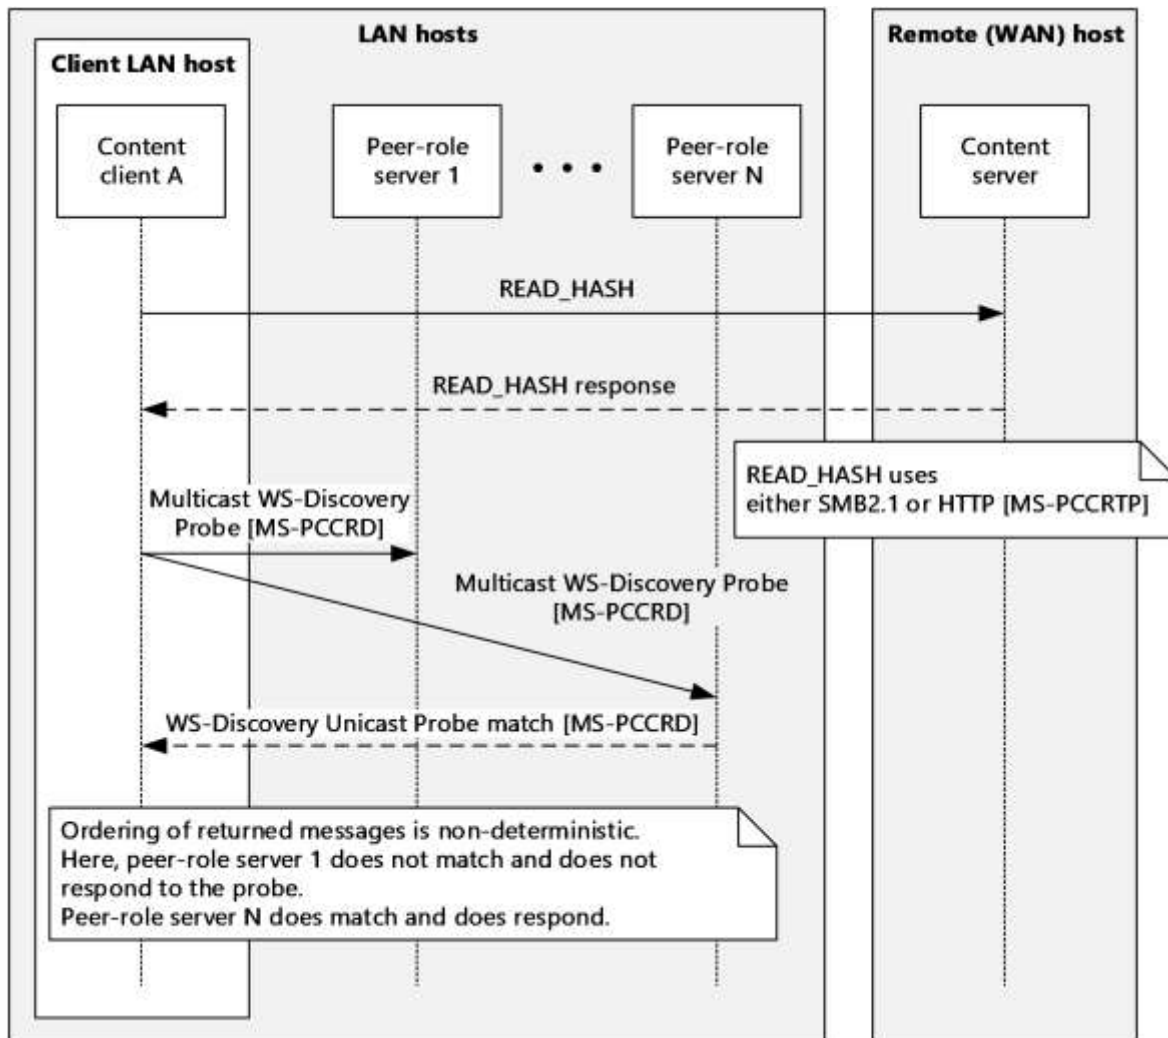 LAN hosts
Remote (WAN) host
Client LAN host
Content
client A
Peer-role
server 1
• • •
Peer-role
server N
Content
server
READ_HASH
READ_HASH response
READ_HASH uses
either SMB2.1 or HTTP [MS-PCCRTP]
Multicast WS-Discovery
Probe [MS-PCCRD]
Multicast WS-Discovery Probe
[MS-PCCRD]
WS-Discovery Unicast Probe match [MS-PCCRD]
Ordering of returned messages is non-deterministic.
Here, peer-role server 1 does not match and does not
respond to the probe.
Peer-role server N does match and does respond.